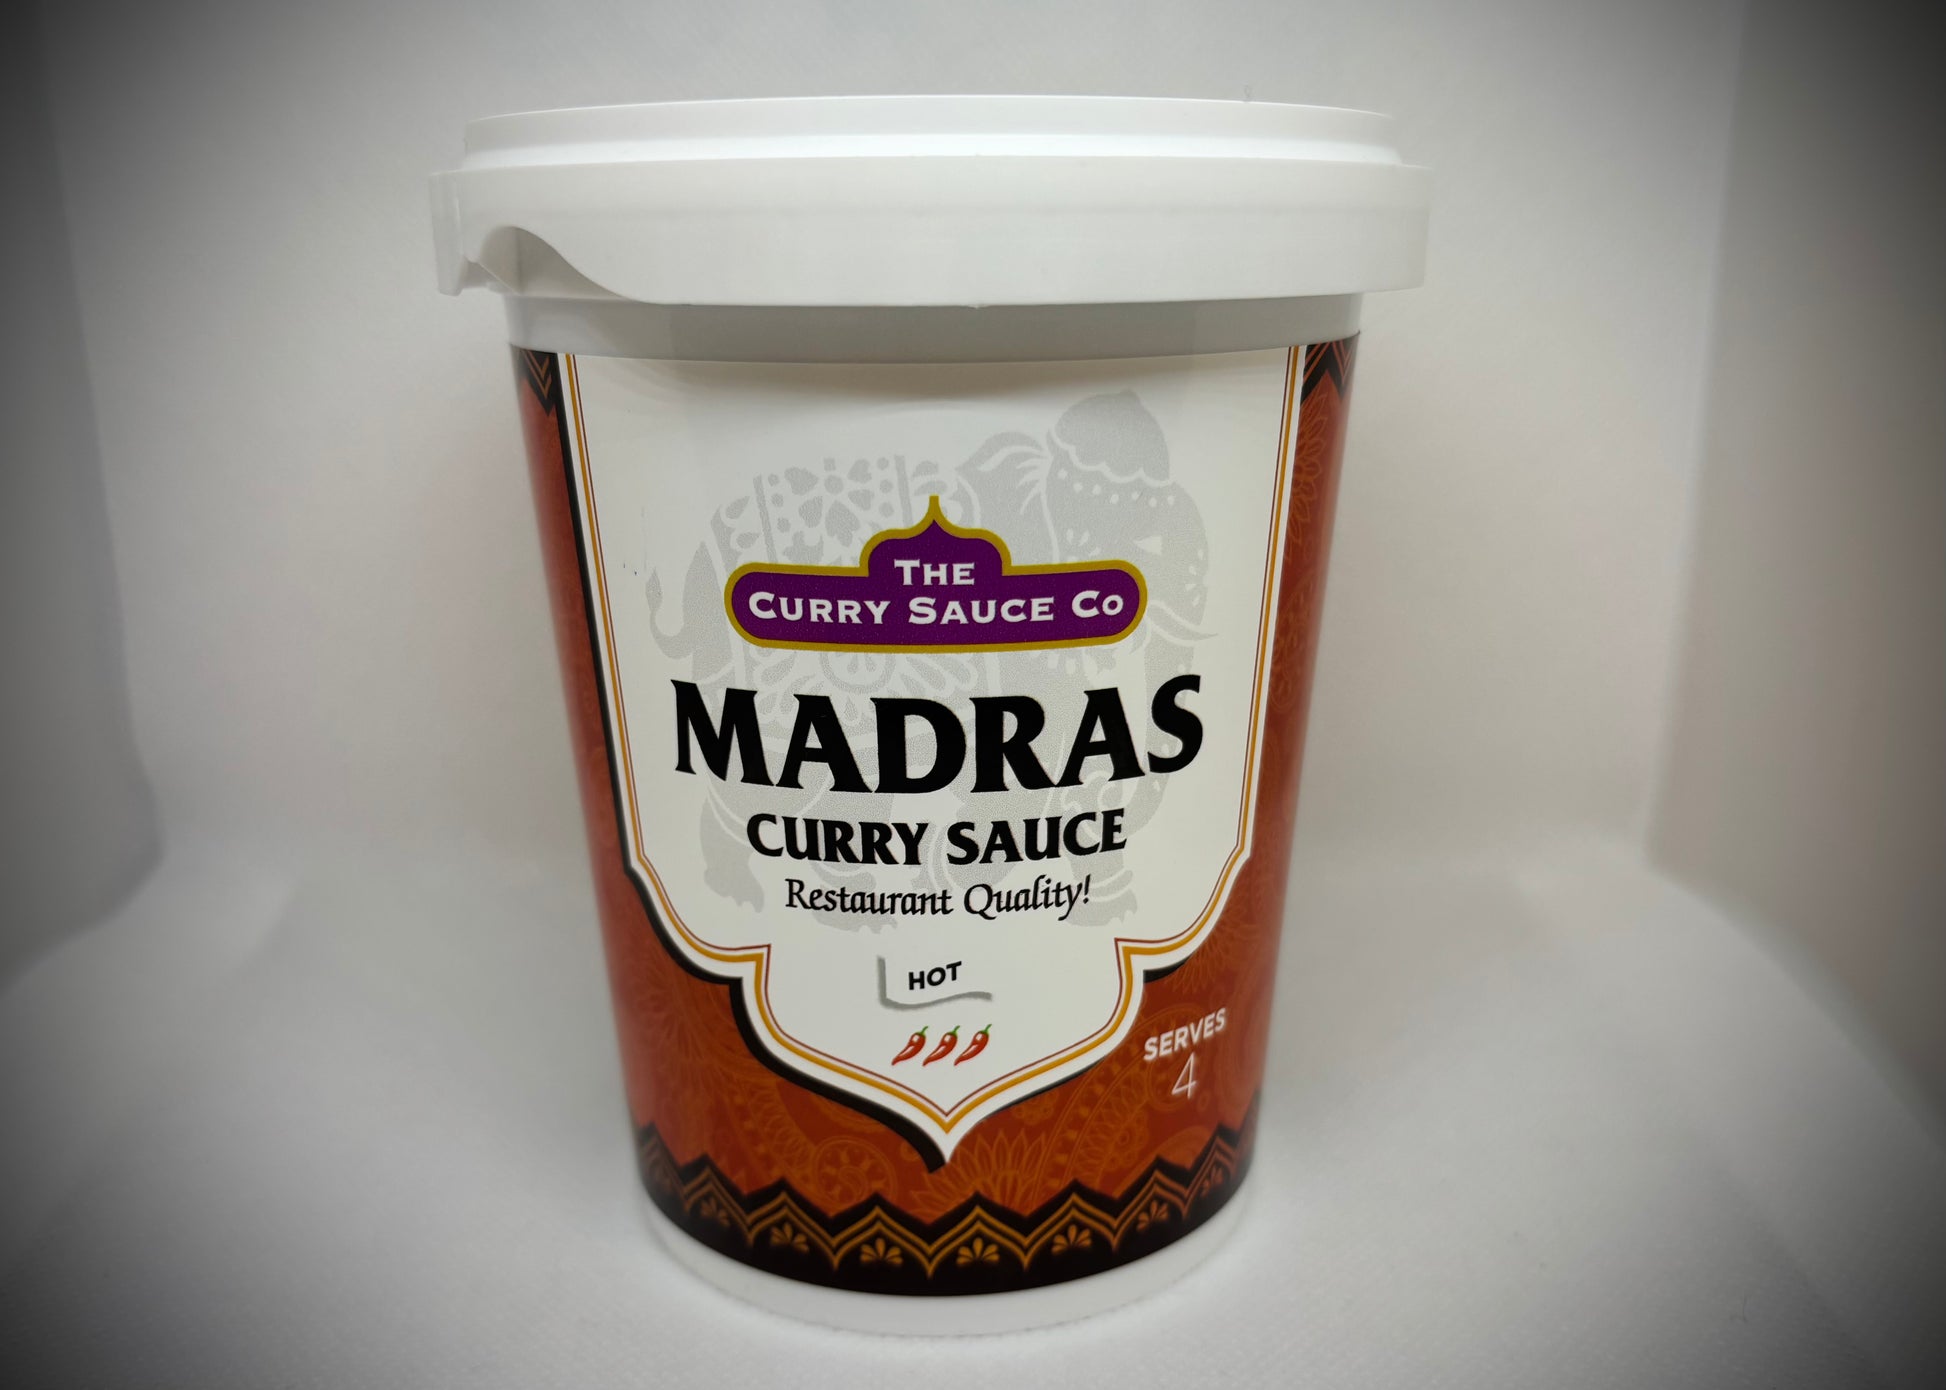 THE
CURRY SAUCE CO
MADRAS
CURRY SAUCE
Restaurant Quality!
HOT
SERVES
4